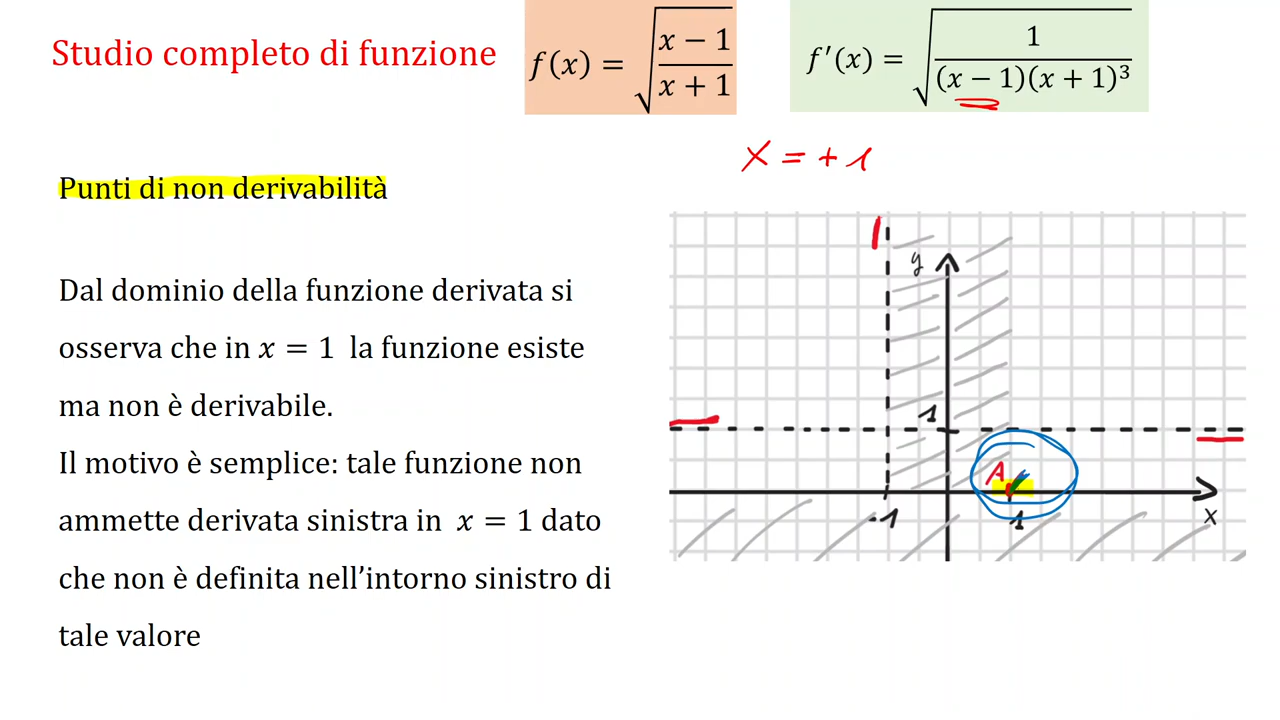 Studio completo di funzione
f(x) = √((x − 1)/(x + 1))
f′(x) = √(1/((x − 1)(x + 1)³))
x = +1
Punti di non derivabilità
Dal dominio della funzione derivata si
osserva che in x = 1 la funzione esiste
ma non è derivabile.
Il motivo è semplice: tale funzione non
ammette derivata sinistra in x = 1 dato
che non è definita nell’intorno sinistro di
tale valore
y
1
A
-1
1
x